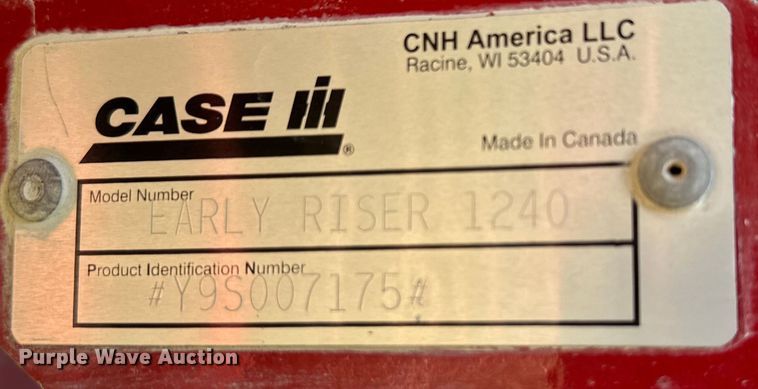 CNH America LLC
Racine, WI 53404 U.S.A.
CASE IH
®
Made In Canada
Model Number
EARLY RISER 1240
Product Identification Number
#Y9S007175#
Purple Wave Auction